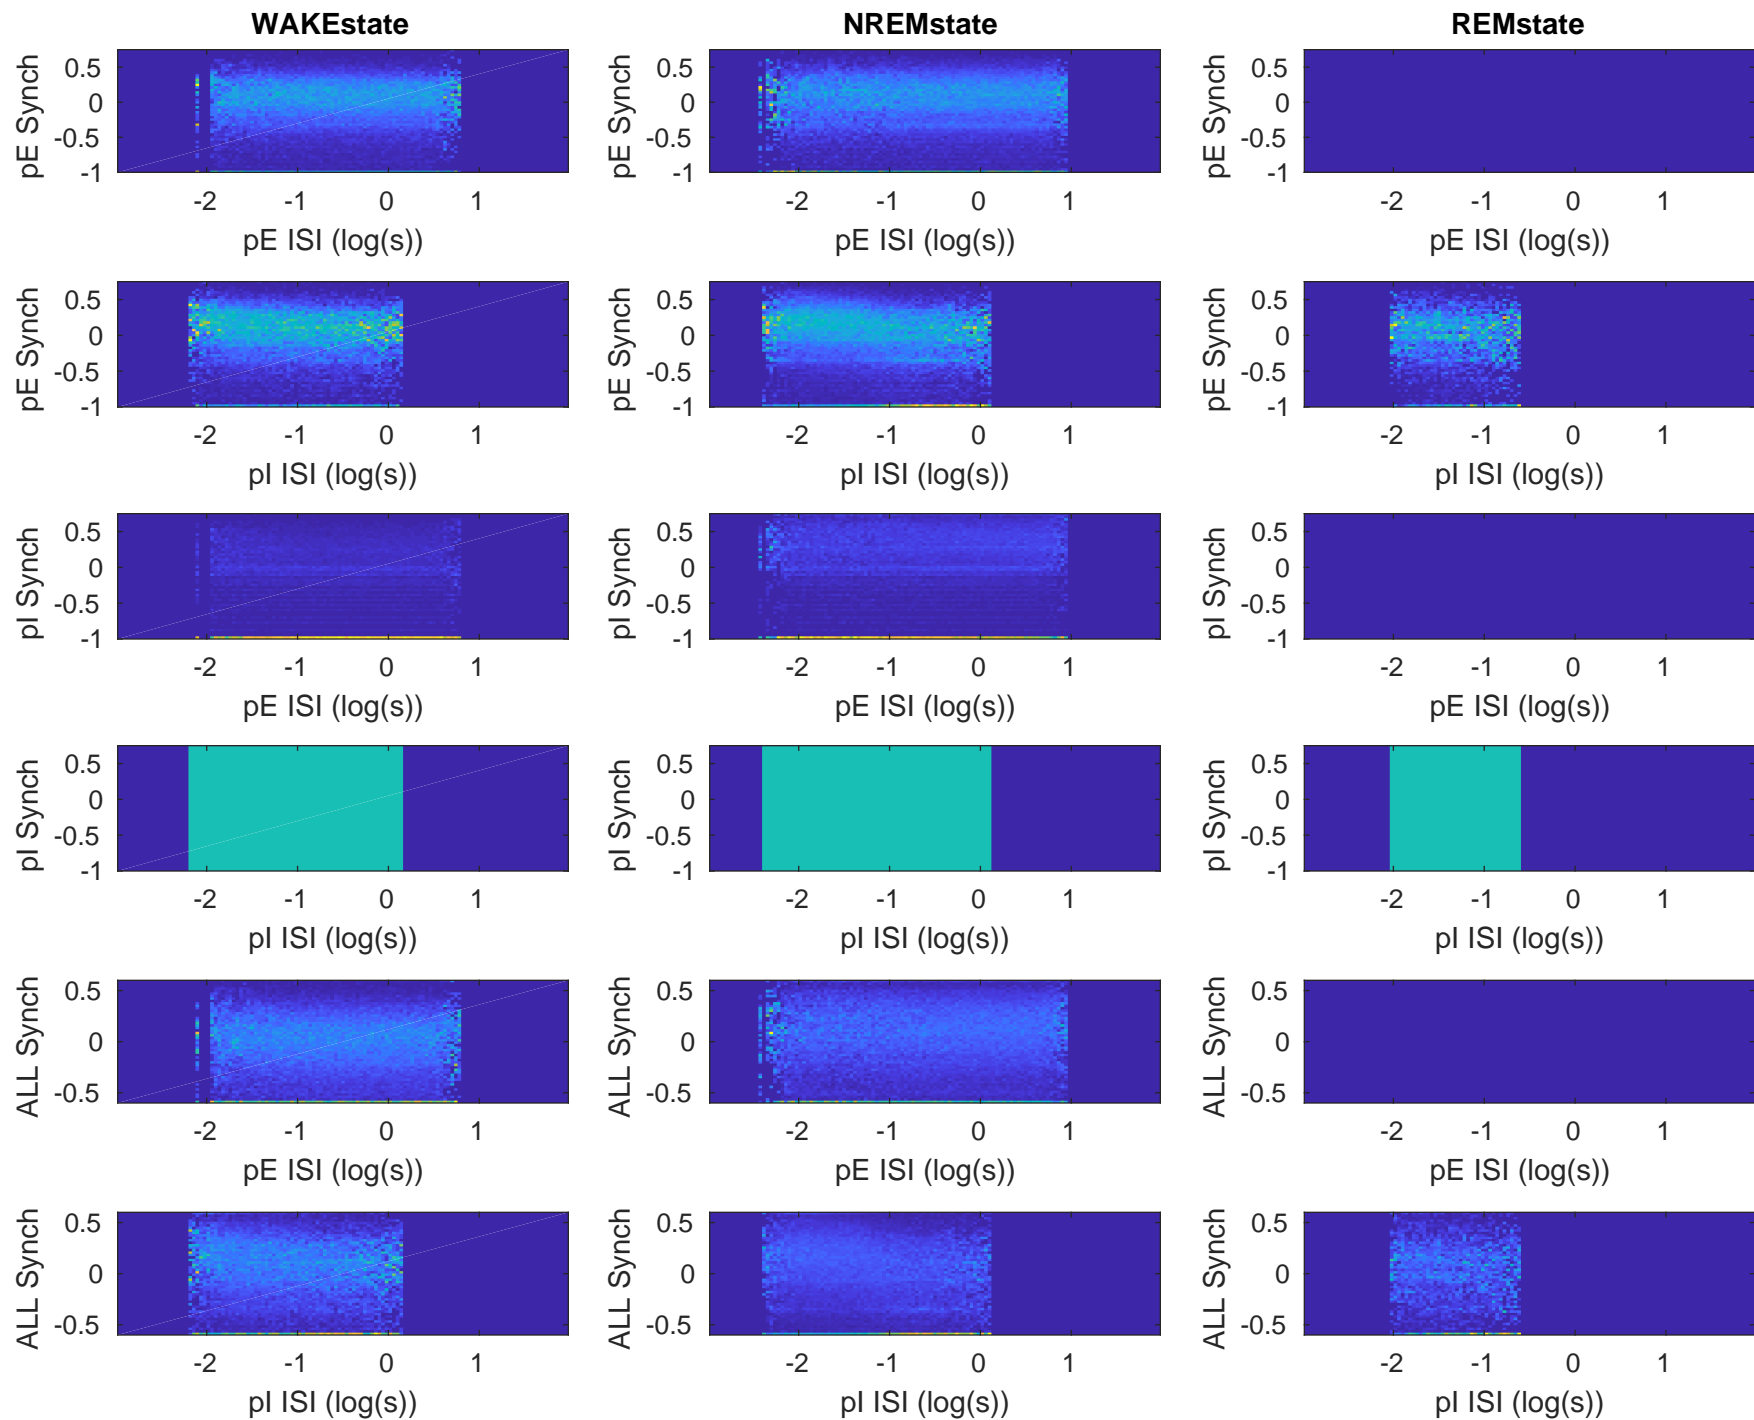 WAKEstate NREMstate REMstate
pE Synch 0.5 0 -0.5 -1 pE Synch 0.5 0 -0.5 -1 pE Synch 0.5 0 -0.5 -1
-2 -1 0 1 -2 -1 0 1 -2 -1 0 1
pE ISI (log(s)) pE ISI (log(s)) pE ISI (log(s))
pE Synch 0.5 0 -0.5 -1 pE Synch 0.5 0 -0.5 -1 pE Synch 0.5 0 -0.5 -1
-2 -1 0 1 -2 -1 0 1 -2 -1 0 1
pI ISI (log(s)) pI ISI (log(s)) pI ISI (log(s))
pI Synch 0.5 0 -0.5 -1 pI Synch 0.5 0 -0.5 -1 pI Synch 0.5 0 -0.5 -1
-2 -1 0 1 -2 -1 0 1 -2 -1 0 1
pE ISI (log(s)) pE ISI (log(s)) pE ISI (log(s))
pI Synch 0.5 0 -0.5 -1 pI Synch 0.5 0 -0.5 -1 pI Synch 0.5 0 -0.5 -1
-2 -1 0 1 -2 -1 0 1 -2 -1 0 1
pI ISI (log(s)) pI ISI (log(s)) pI ISI (log(s))
ALL Synch 0.5 0 -0.5 ALL Synch 0.5 0 -0.5 ALL Synch 0.5 0 -0.5
-2 -1 0 1 -2 -1 0 1 -2 -1 0 1
pE ISI (log(s)) pE ISI (log(s)) pE ISI (log(s))
ALL Synch 0.5 0 -0.5 ALL Synch 0.5 0 -0.5 ALL Synch 0.5 0 -0.5
-2 -1 0 1 -2 -1 0 1 -2 -1 0 1
pI ISI (log(s)) pI ISI (log(s)) pI ISI (log(s))